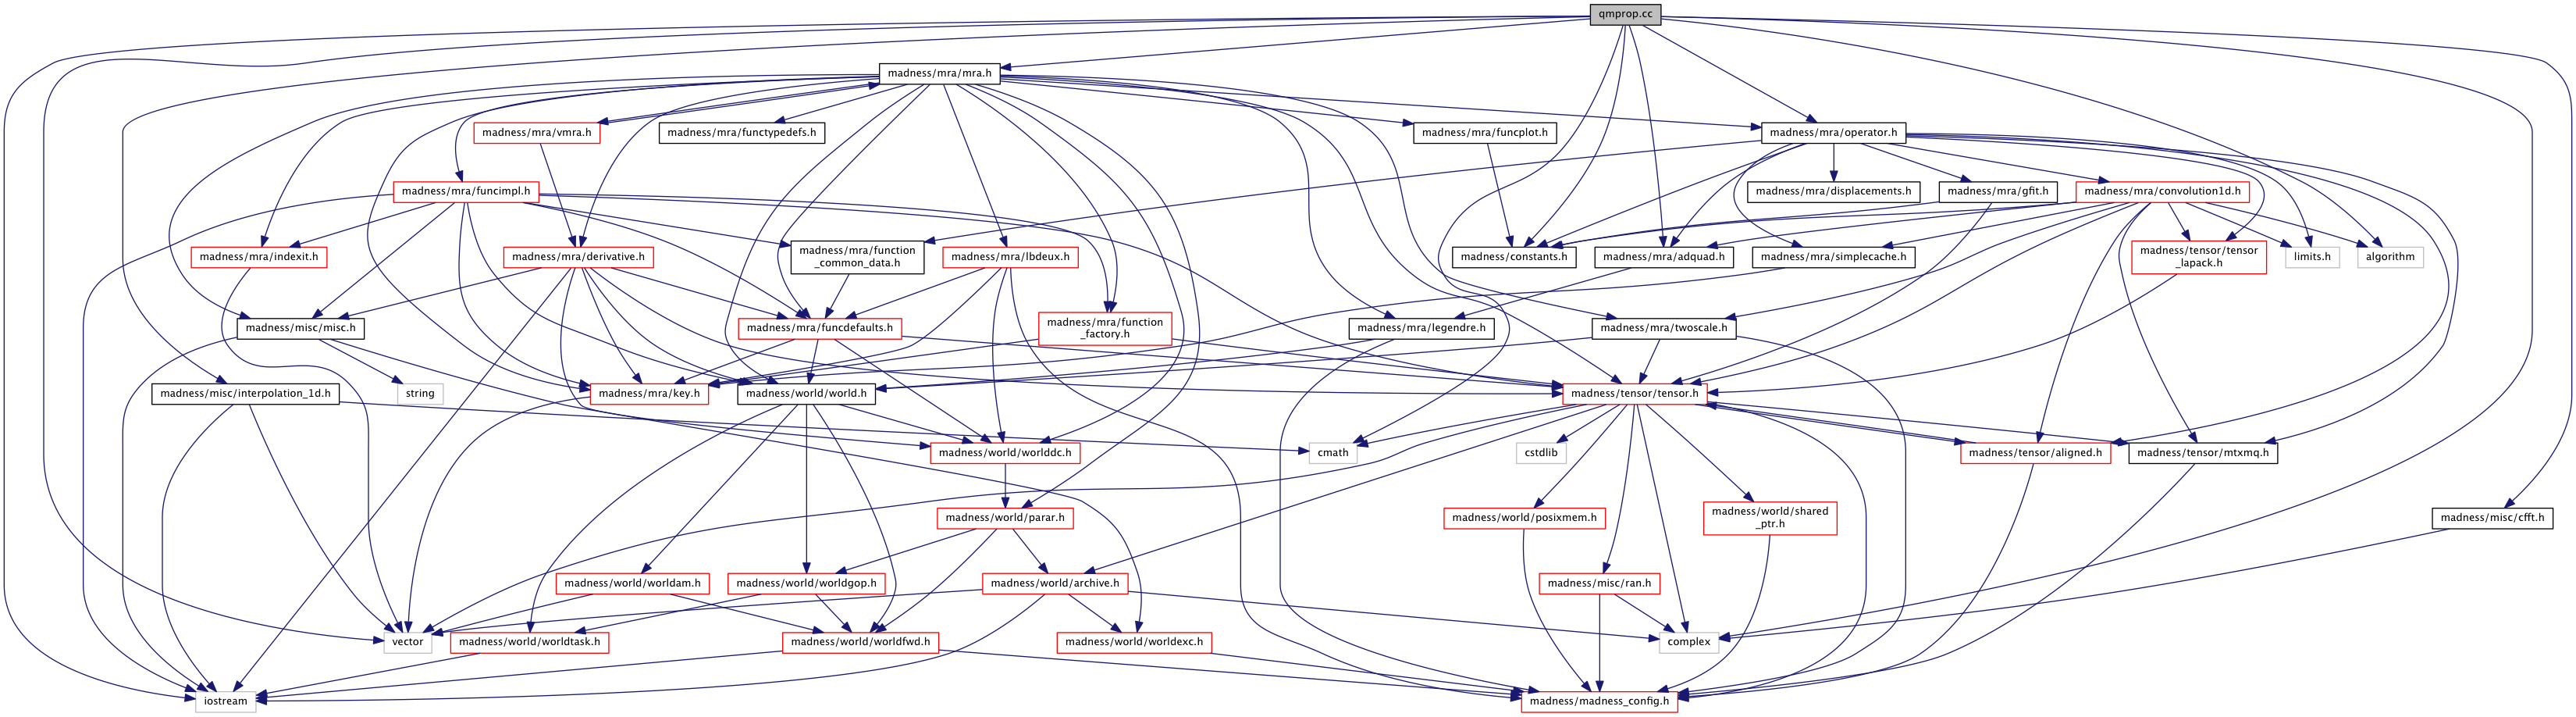 qmprop.cc
madness/mra/mra.h
madness/mra/vmra.h
madness/mra/functypedefs.h
madness/mra/funcplot.h
madness/mra/operator.h
madness/mra/funcimpl.h
madness/mra/displacements.h
madness/mra/gfit.h
madness/mra/convolution1d.h
madness/mra/indexit.h
madness/mra/derivative.h
madness/mra/function
_common_data.h
madness/mra/lbdeux.h
madness/constants.h
madness/mra/adquad.h
madness/mra/simplecache.h
madness/tensor/tensor
_lapack.h
limits.h
algorithm
madness/misc/misc.h
madness/mra/funcdefaults.h
madness/mra/function
_factory.h
madness/mra/legendre.h
madness/mra/twoscale.h
madness/misc/interpolation_1d.h
string
madness/mra/key.h
madness/world/world.h
madness/tensor/tensor.h
madness/world/worlddc.h
cmath
cstdlib
madness/tensor/aligned.h
madness/tensor/mtxmq.h
madness/world/parar.h
madness/world/posixmem.h
madness/world/shared
_ptr.h
madness/misc/cfft.h
madness/world/worldam.h
madness/world/worldgop.h
madness/world/archive.h
madness/misc/ran.h
vector
madness/world/worldtask.h
madness/world/worldfwd.h
madness/world/worldexc.h
complex
iostream
madness/madness_config.h